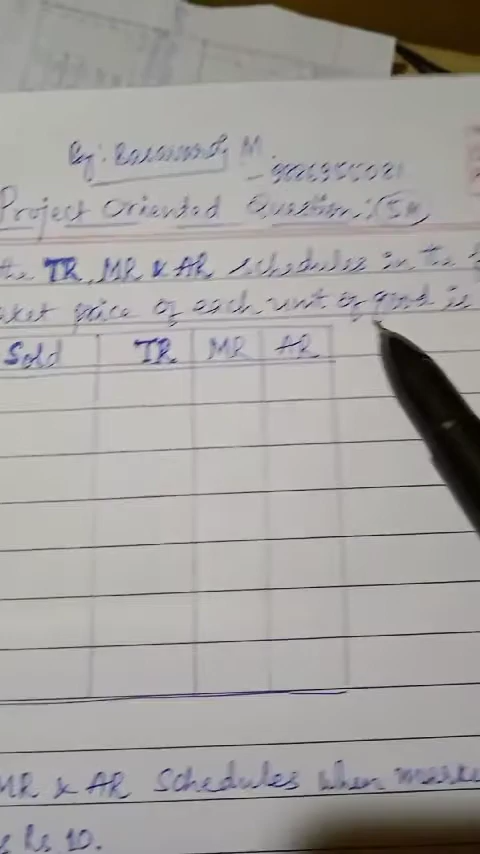 By: M
Project Oriented Question: (5M)
the TR, MR & AR schedules in the
ket price of each unit of good is
Sold TR MR AR
MR & AR Schedules when marke
Rs 10.